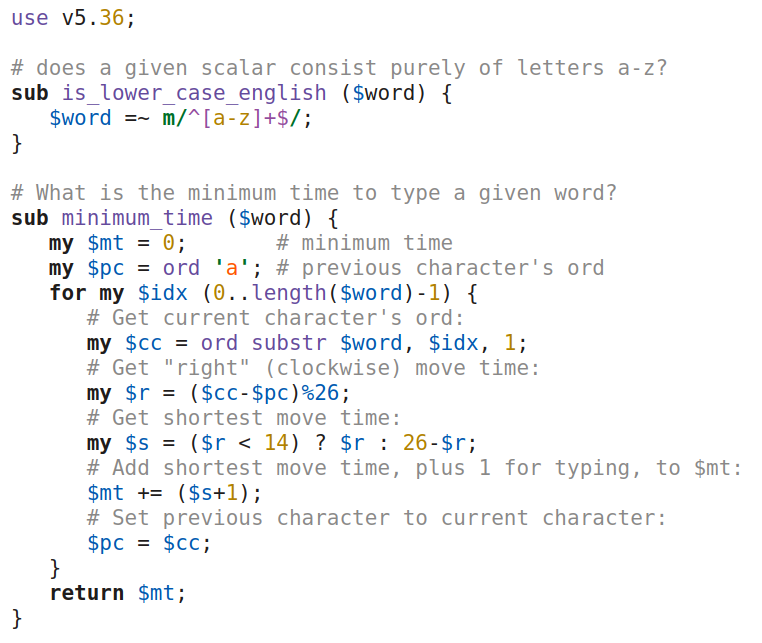 use v5.36;

# does a given scalar consist purely of letters a-z?
sub is_lower_case_english ($word) {
   $word =~ m/^[a-z]+$/;
}

# What is the minimum time to type a given word?
sub minimum_time ($word) {
   my $mt = 0;       # minimum time
   my $pc = ord 'a'; # previous character's ord
   for my $idx (0..length($word)-1) {
      # Get current character's ord:
      my $cc = ord substr $word, $idx, 1;
      # Get "right" (clockwise) move time:
      my $r = ($cc-$pc)%26;
      # Get shortest move time:
      my $s = ($r < 14) ? $r : 26-$r;
      # Add shortest move time, plus 1 for typing, to $mt:
      $mt += ($s+1);
      # Set previous character to current character:
      $pc = $cc;
   }
   return $mt;
}